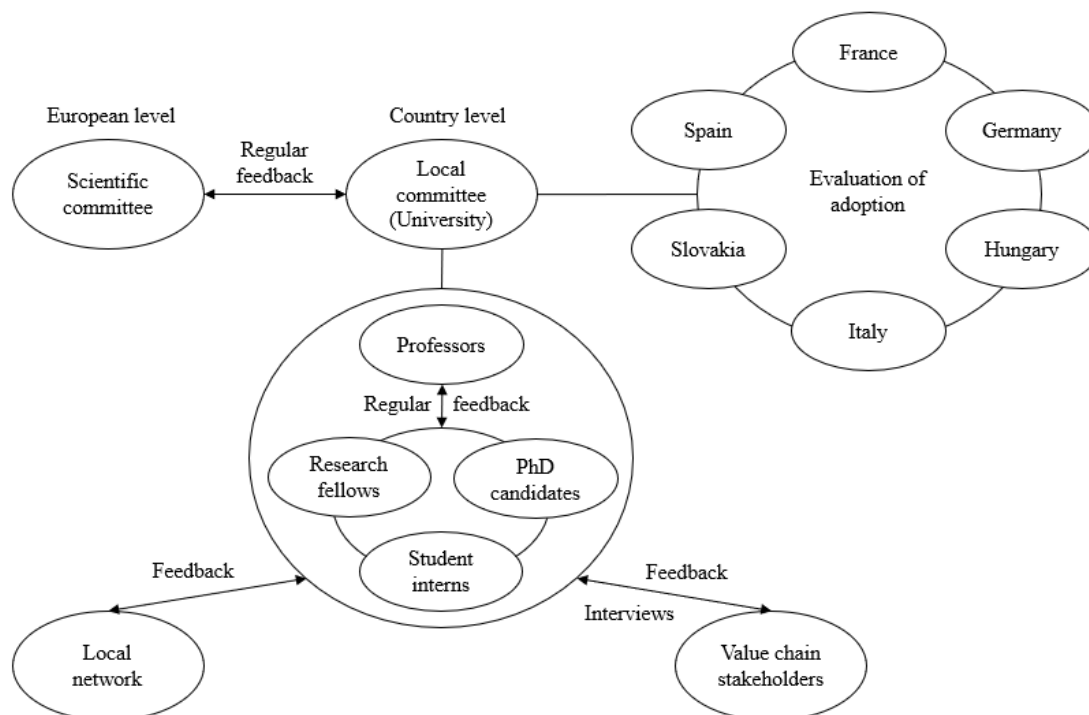 France
European level
Country level
Spain
Germany
Regular
feedback
Scientific
committee
Local
committee
(University)
Evaluation of
adoption
Slovakia
Hungary
Italy
Professors
Regular feedback
Research
fellows
PhD
candidates
Student
interns
Feedback
Feedback
Interviews
Local
network
Value chain
stakeholders